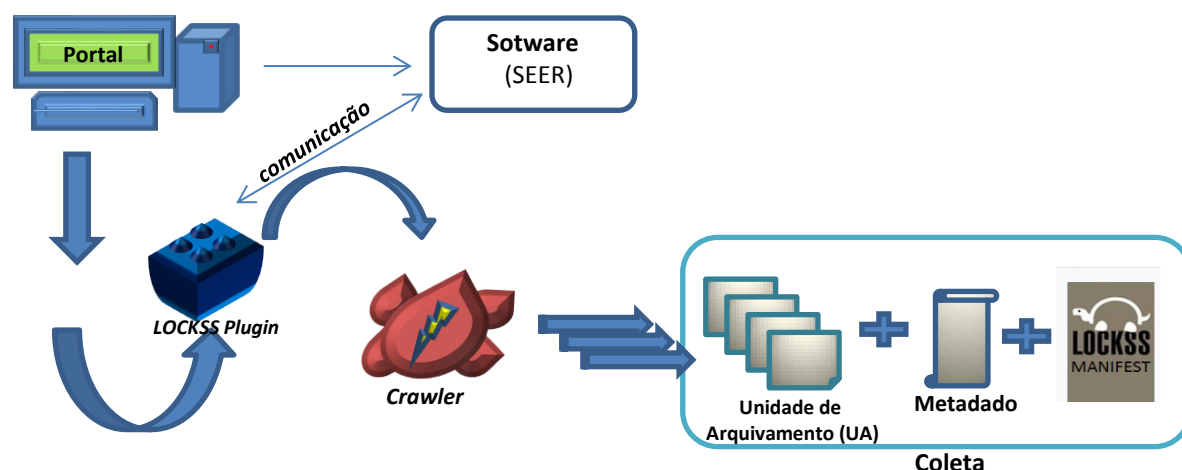 Portal
Sotware
(SEER)
comunicação
LOCKSS Plugin
Crawler
Unidade de
Arquivamento (UA)
Metadado
LOCKSS
MANIFEST
Coleta